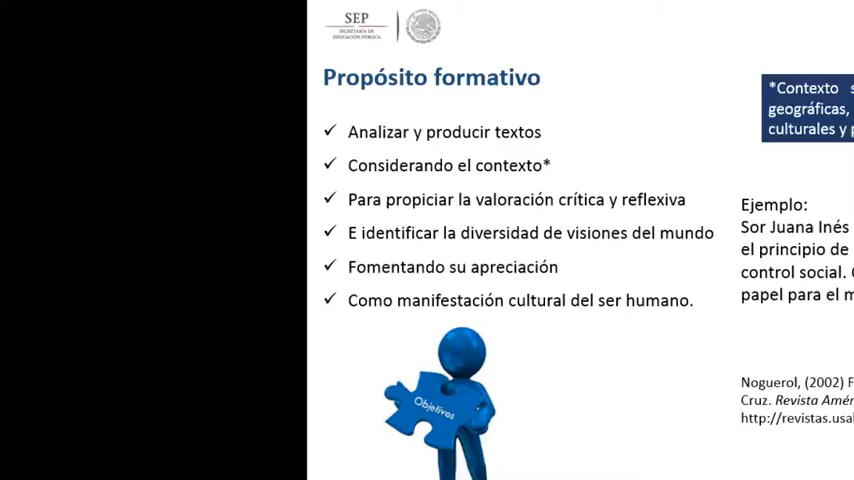 SEP
SECRETARÍA DE
EDUCACIÓN PÚBLICA
Propósito formativo
✓ Analizar y producir textos
✓ Considerando el contexto*
✓ Para propiciar la valoración crítica y reflexiva
✓ E identificar la diversidad de visiones del mundo
✓ Fomentando su apreciación
✓ Como manifestación cultural del ser humano.
Objetivos
*Contexto
geográficas,
culturales y
Ejemplo:
Sor Juana Inés
el principio de
control social.
papel para el
Noguerol, (2002)
Cruz. Revista
http://revistas.usal